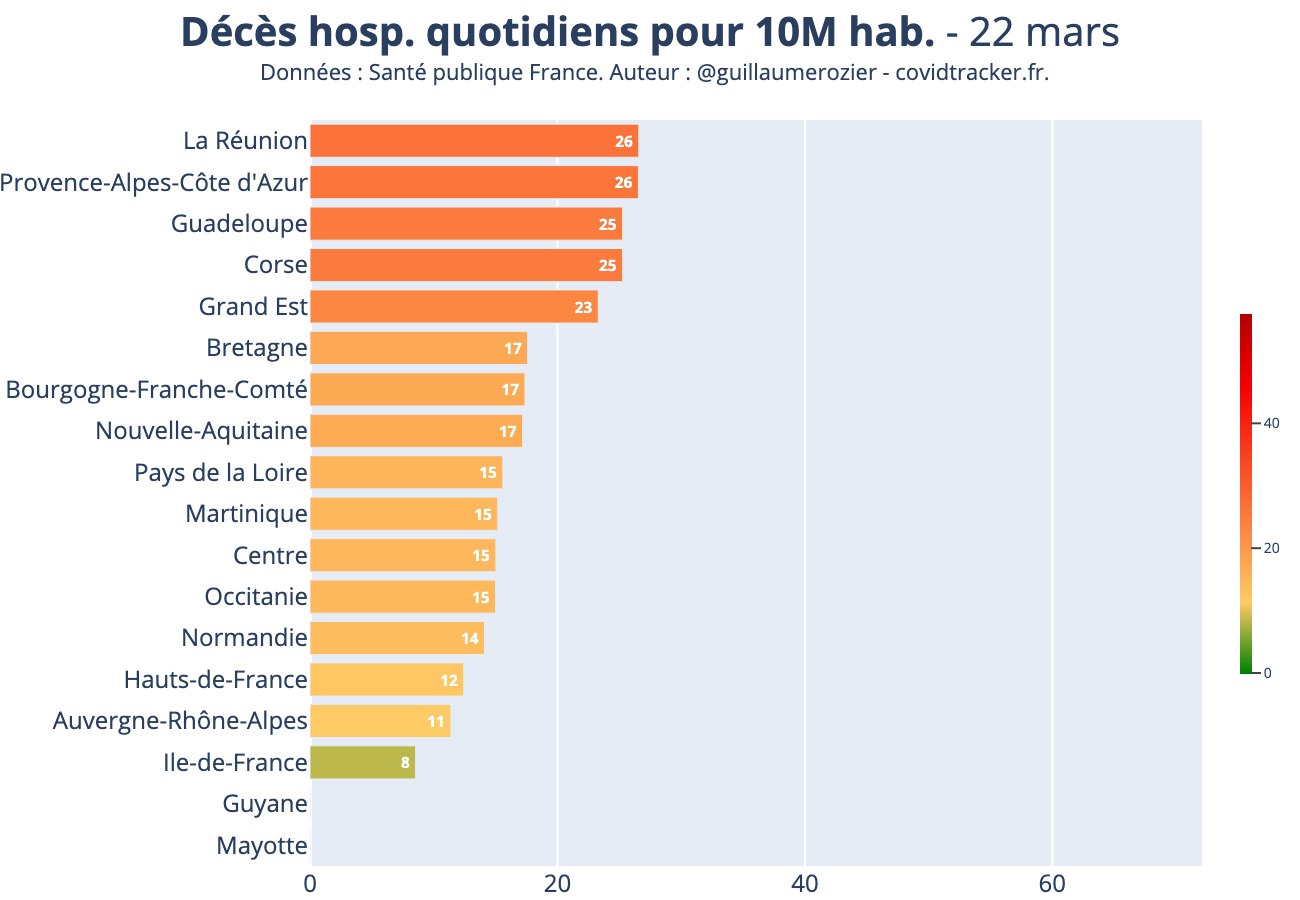 Décès hosp. quotidiens pour 10M hab. - 22 mars
Données : Santé publique France. Auteur : @guillaumerozier - covidtracker.fr.
La Réunion 26
Provence-Alpes-Côte d'Azur 26
Guadeloupe 25
Corse 25
Grand Est 23
Bretagne 17
Bourgogne-Franche-Comté 17
Nouvelle-Aquitaine 17
Pays de la Loire 15
Martinique 15
Centre 15
Occitanie 15
Normandie 14
Hauts-de-France 12
Auvergne-Rhône-Alpes 11
Ile-de-France 8
Guyane
Mayotte
0 20 40 60
40
20
0